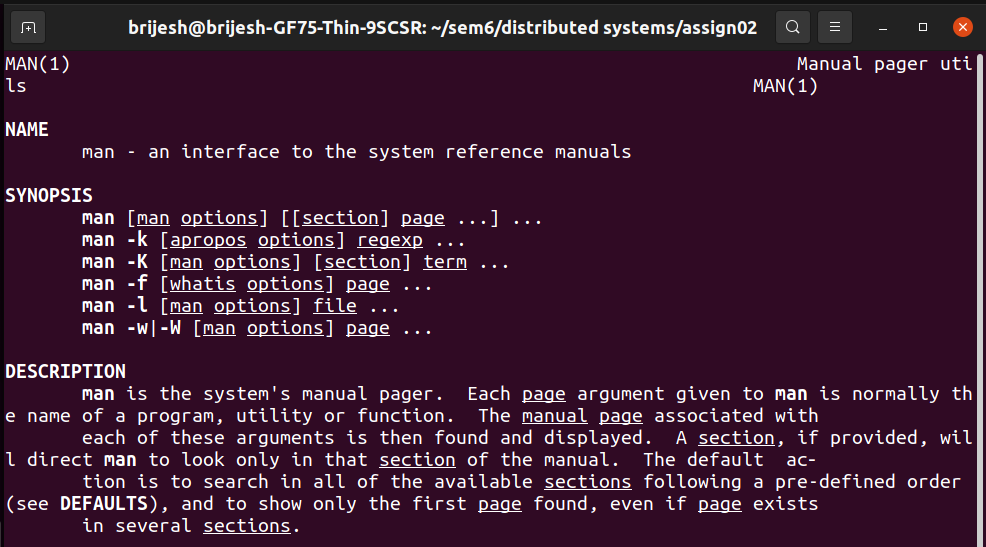 brijesh@brijesh-GF75-Thin-9SCSR: ~/sem6/distributed systems/assign02
MAN(1) Manual pager uti
ls MAN(1)
NAME
man - an interface to the system reference manuals
SYNOPSIS
man [man options] [[section] page ...] ...
man -k [apropos options] regexp ...
man -K [man options] [section] term ...
man -f [whatis options] page ...
man -l [man options] file ...
man -w|-W [man options] page ...
DESCRIPTION
man is the system's manual pager.  Each page argument given to man is normally th
e name of a program, utility or function.  The manual page associated with
each of these arguments is then found and displayed.  A section, if provided, wil
l direct man to look only in that section of the manual.  The default  ac-
tion is to search in all of the available sections following a pre-defined order
(see DEFAULTS), and to show only the first page found, even if page exists
in several sections.